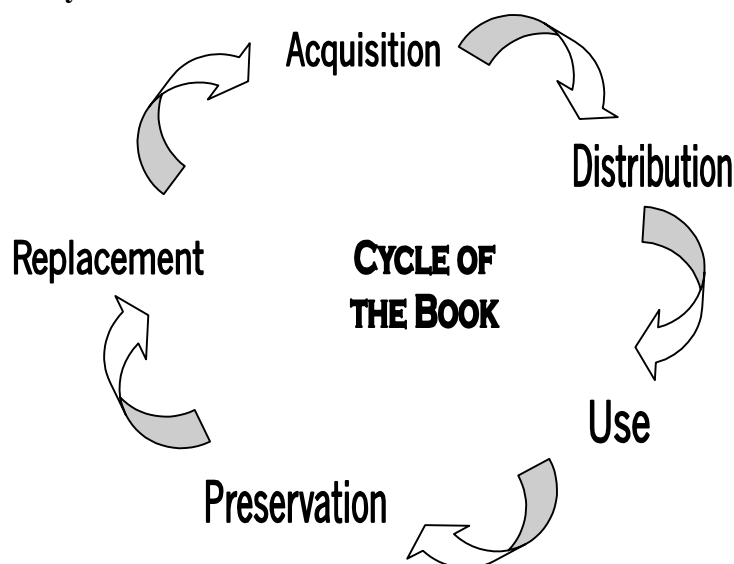 Acquisition
Distribution
Replacement
CYCLE OF
THE BOOK
Use
Preservation